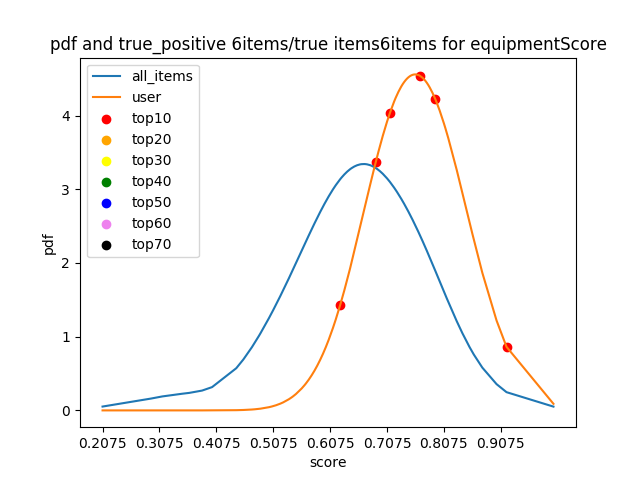 pdf and true_positive 6items/true items6items for equipmentScore
all_items
user
top10
top20
top30
top40
top50
top60
top70
pdf
4
3
2
1
0
0.2075 0.3075 0.4075 0.5075 0.6075 0.7075 0.8075 0.9075
score